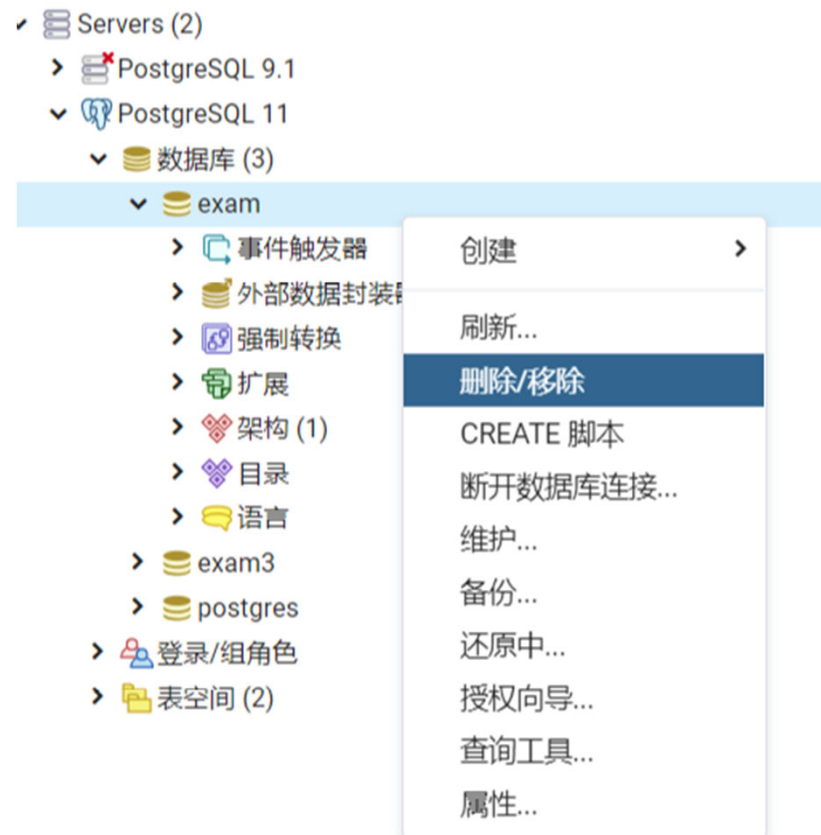 Servers (2)
PostgreSQL 9.1
PostgreSQL 11
数据库 (3)
exam
事件触发器
外部数据封装
强制转换
扩展
架构 (1)
目录
语言
exam3
postgres
登录/组角色
表空间 (2)
创建
刷新...
删除/移除
CREATE 脚本
断开数据库连接...
维护...
备份...
还原中...
授权向导...
查询工具...
属性...